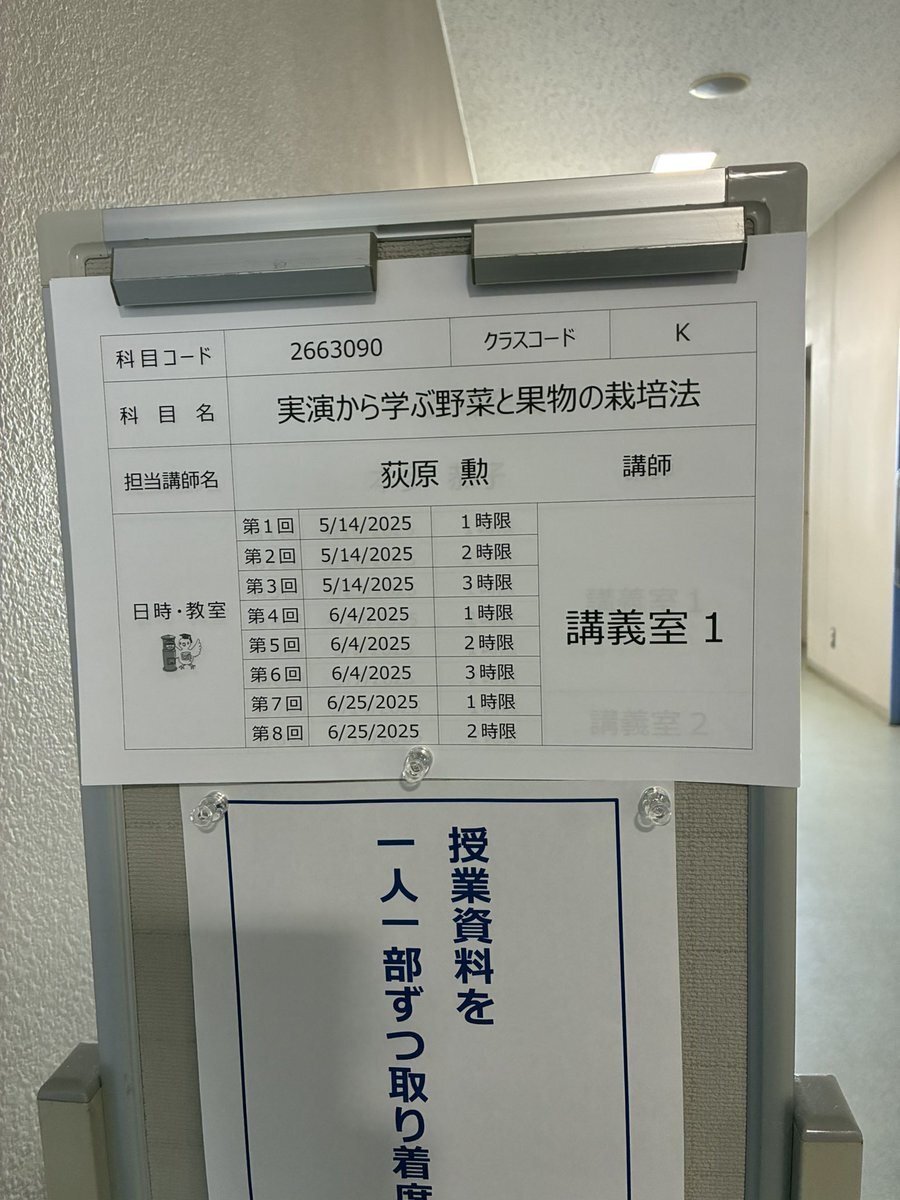 科目コード 2663090 クラスコード K
科目名 実演から学ぶ野菜と果物の栽培法
担当講師名 荻原 勲 講師
日時・教室
第1回 5/14/2025 1時限
第2回 5/14/2025 2時限
第3回 5/14/2025 3時限
第4回 6/4/2025 1時限
第5回 6/4/2025 2時限
第6回 6/4/2025 3時限
第7回 6/25/2025 1時限
第8回 6/25/2025 2時限
講義室1
講義室1
講義室2
授業資料を
一人一部ずつ取り着席